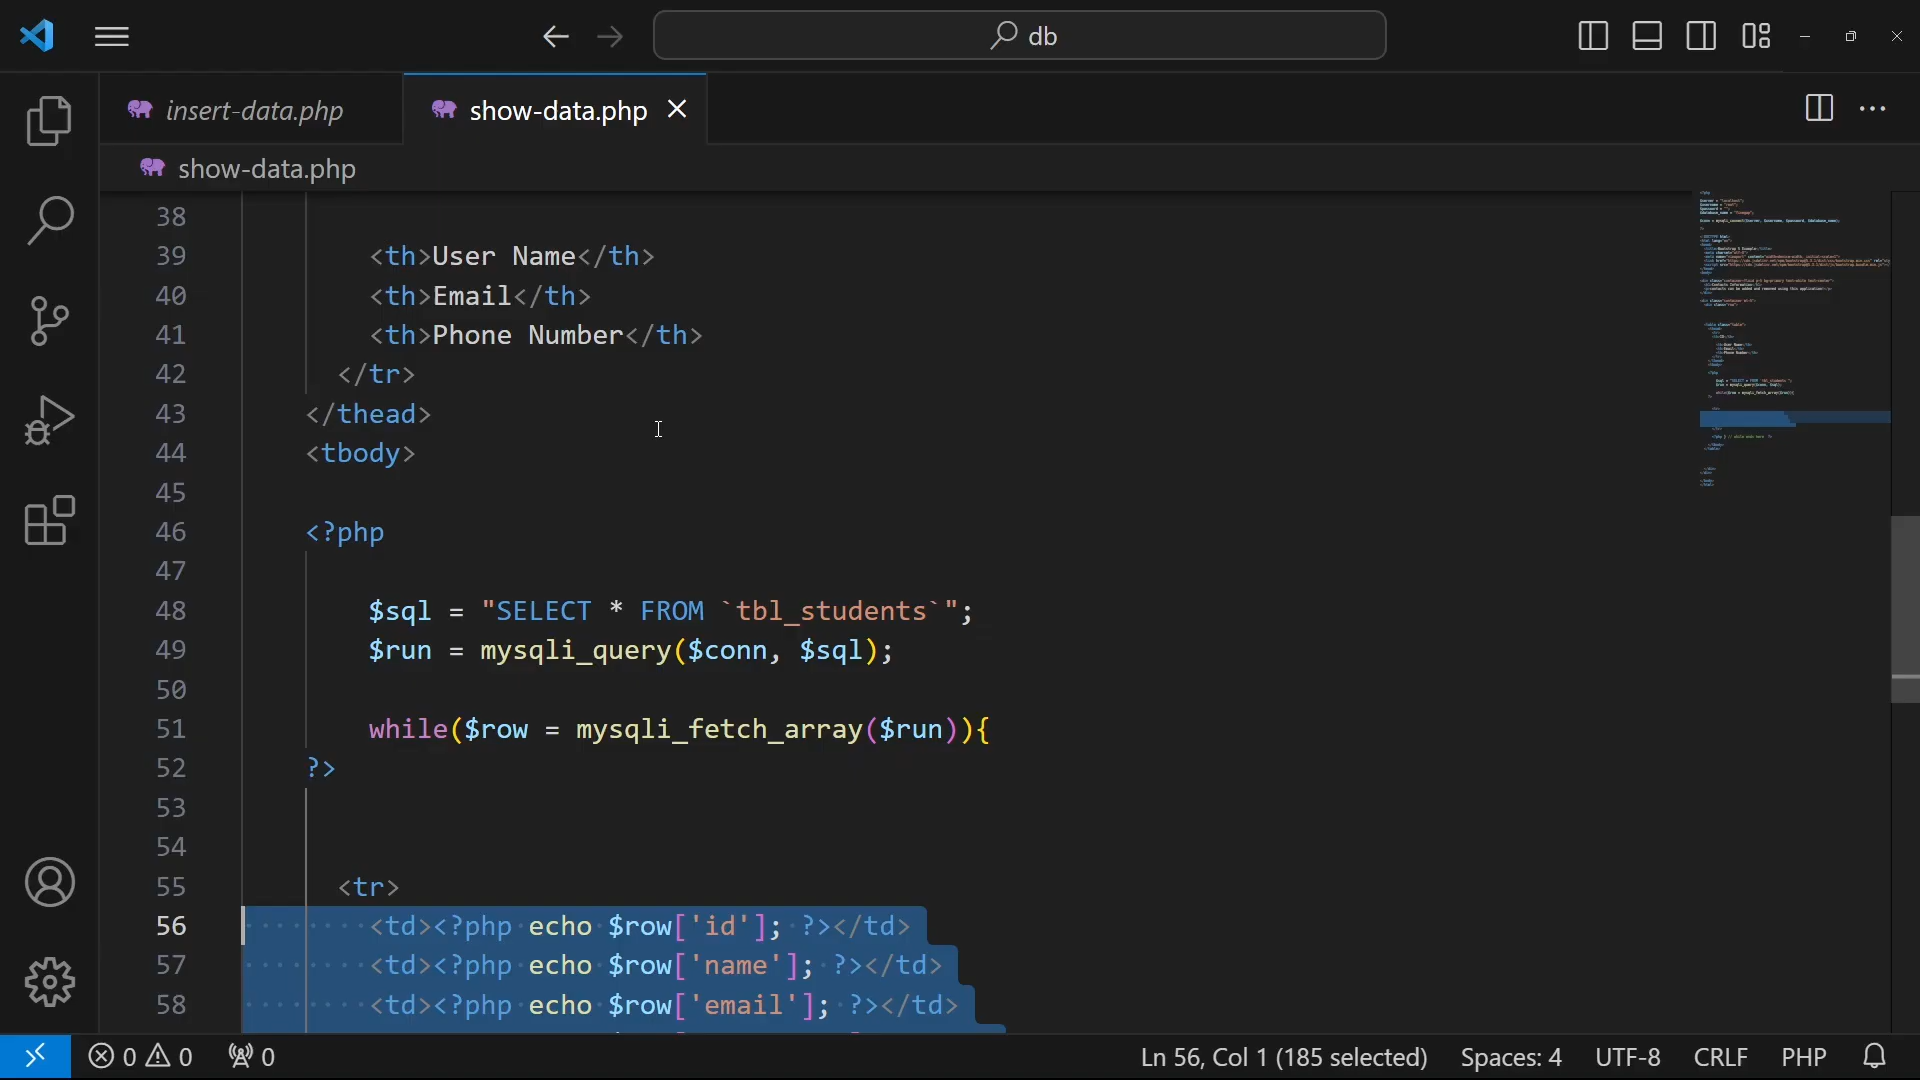 db
insert-data.php
show-data.php
show-data.php
38
39 <th>User Name</th>
40 <th>Email</th>
41 <th>Phone Number</th>
42 </tr>
43 </thead>
44 <tbody>
45
46 <?php
47
48 $sql = "SELECT * FROM `tbl_students`";
49 $run = mysqli_query($conn, $sql);
50
51 while($row = mysqli_fetch_array($run)){
52 ?>
53
54
55 <tr>
56 <td><?php echo $row['id']; ?></td>
57 <td><?php echo $row['name']; ?></td>
58 <td><?php echo $row['email']; ?></td>
0 0 0 Ln 56, Col 1 (185 selected) Spaces: 4 UTF-8 CRLF PHP